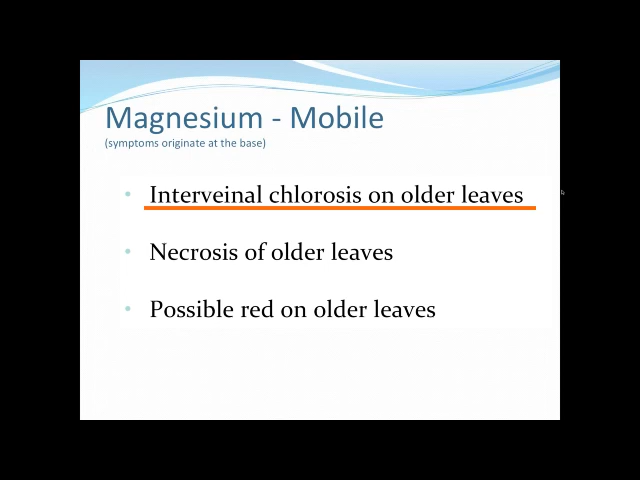 Magnesium - Mobile
(symptoms originate at the base)
• Interveinal chlorosis on older leaves
• Necrosis of older leaves
• Possible red on older leaves